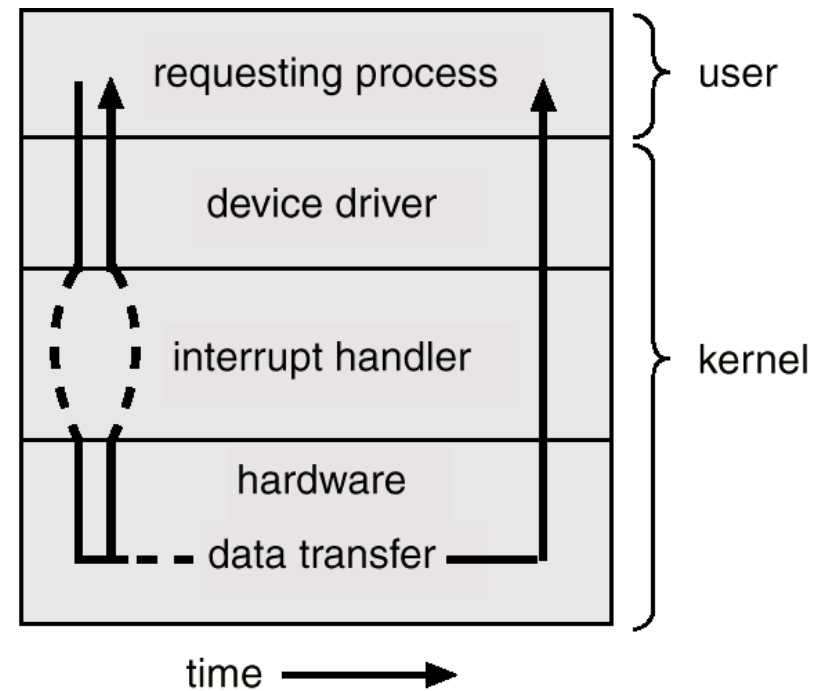 requesting process
user
device driver
interrupt handler
kernel
hardware
data transfer
time